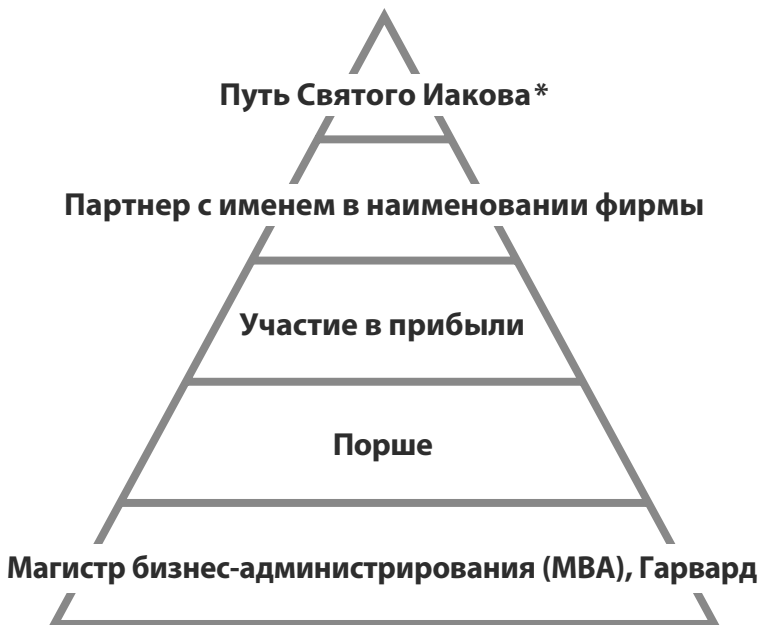 Путь Святого Иакова*
Партнер с именем в наименовании фирмы
Участие в прибыли
Порше
Магистр бизнес-администрирования (MBA), Гарвард